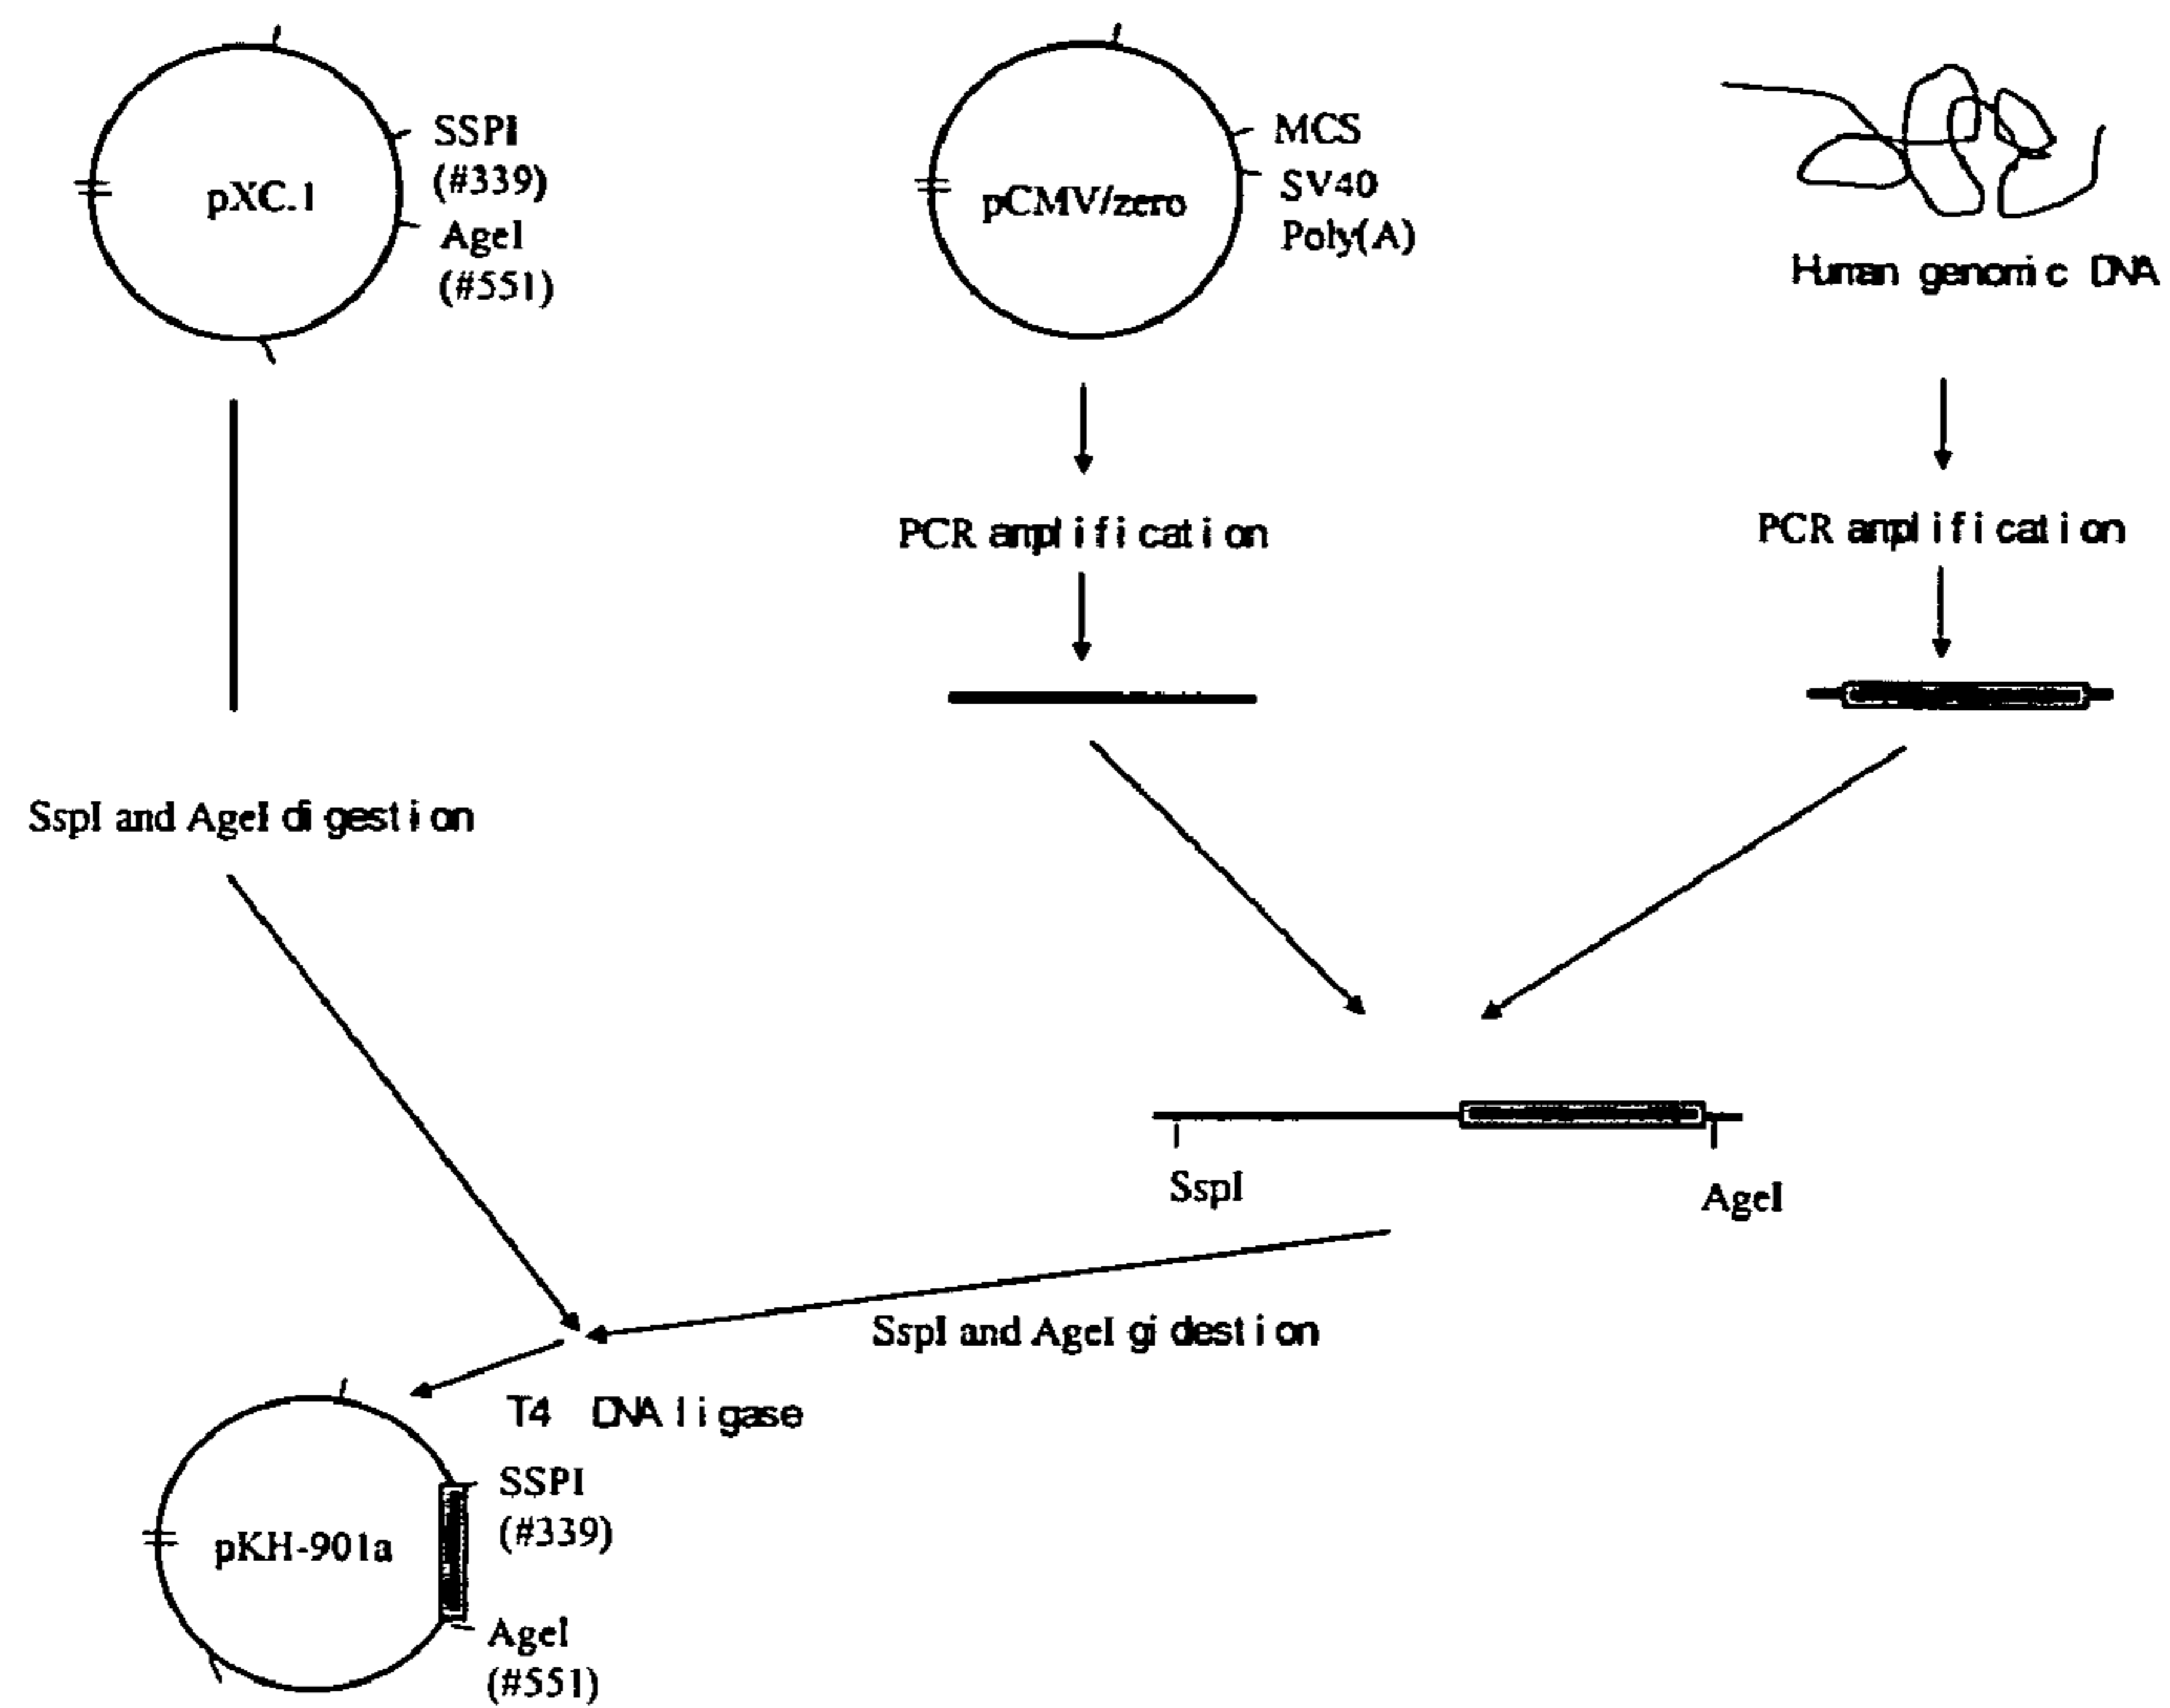 pXC.1
SSPI
(#339)
AgeI
(#551)
pCMV/zero
MCS
SV40
Poly(A)
Human genomic DNA
PCR amplification
PCR amplification
SspI and AgeI digestion
SspI
AgeI
SspI and AgeI gidestion
T4 DNA ligase
pKH-901a
SSPI
(#339)
AgeI
(#551)